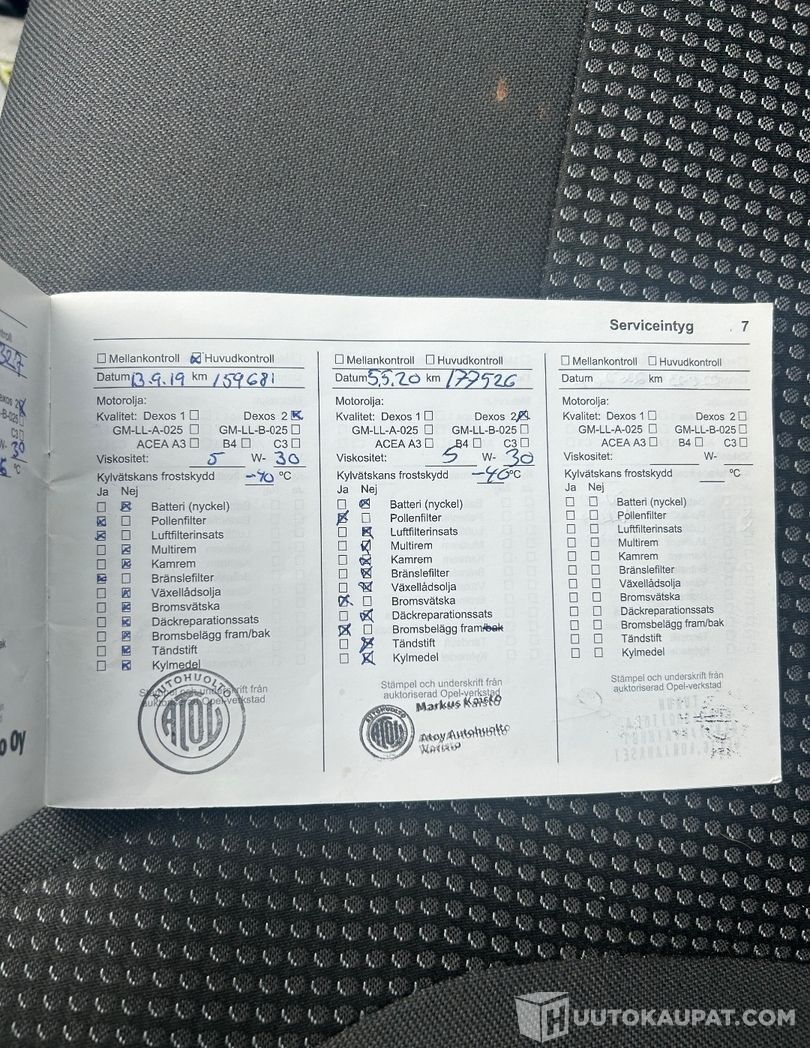 Serviceintyg 7
Mellankontroll Huvudkontroll
Datum 13.9.19 km 159681
Motorolja:
Kvalitet: Dexos 1 Dexos 2
GM-LL-A-025 GM-LL-B-025
ACEA A3 B4 C3
Viskositet: 5 W- 30
Kylvätskans frostskydd -40 °C
Ja Nej
Batteri (nyckel)
Pollenfilter
Luftfilterinsats
Multirem
Kamrem
Bränslefilter
Växellådsolja
Bromsvätska
Däckreparationssats
Bromsbelägg fram/bak
Tändstift
Kylmedel
Stämpel och underskrift från
auktoriserad Opel-verkstad
AUTOHUOLTO
ATOY
Mellankontroll Huvudkontroll
Datum 5.5.20 km 177526
Motorolja:
Kvalitet: Dexos 1 Dexos 2
GM-LL-A-025 GM-LL-B-025
ACEA A3 B4 C3
Viskositet: 5 W- 30
Kylvätskans frostskydd -40 °C
Ja Nej
Batteri (nyckel)
Pollenfilter
Luftfilterinsats
Multirem
Kamrem
Bränslefilter
Växellådsolja
Bromsvätska
Däckreparationssats
Bromsbelägg fram/bak
Tändstift
Kylmedel
Stämpel och underskrift från
auktoriserad Opel-verkstad
AUTOHUOLTO
ATOY
Markus Koisto
Atoy Autohuolto
Mellankontroll Huvudkontroll
Datum km
Motorolja:
Kvalitet: Dexos 1 Dexos 2
GM-LL-A-025 GM-LL-B-025
ACEA A3 B4 C3
Viskositet: W-
Kylvätskans frostskydd °C
Ja Nej
Batteri (nyckel)
Pollenfilter
Luftfilterinsats
Multirem
Kamrem
Bränslefilter
Växellådsolja
Bromsvätska
Däckreparationssats
Bromsbelägg fram/bak
Tändstift
Kylmedel
Stämpel och underskrift från
auktoriserad Opel-verkstad
HUUTOKAUPAT.COM